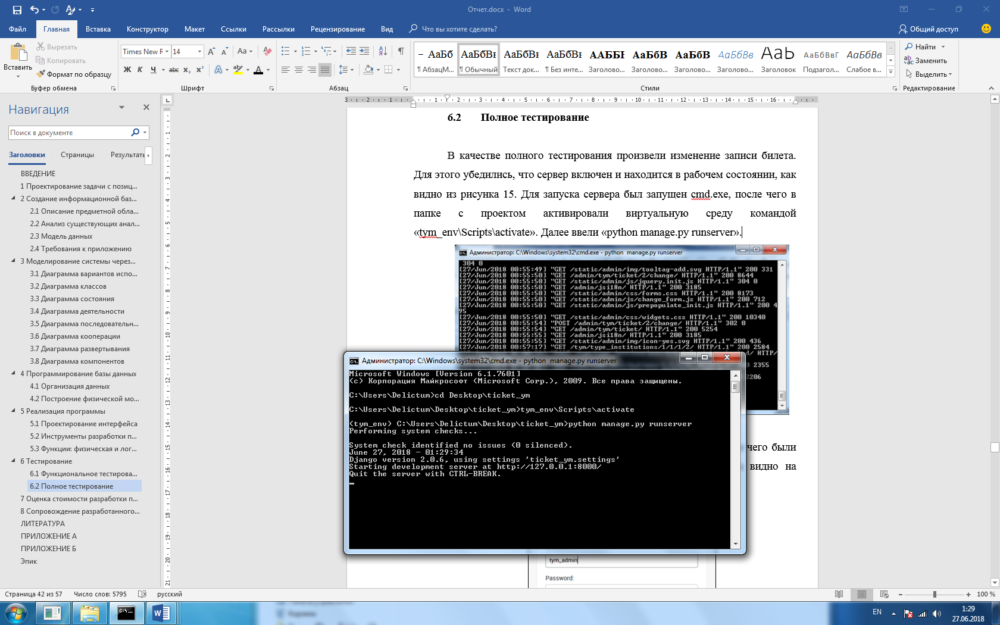 Отчет.docx - Word
Файл Главная Вставка Конструктор Макет Ссылки Рассылки Рецензирование Вид Что вы хотите сделать? Общий доступ
Вставить
Вырезать
Копировать
Формат по образцу
Буфер обмена
Times New R 14
Ж К Ч abc x₂ x²
Шрифт
Абзац
АаБб АаБбВв АаБбВв АаБбВв ААББІ АаБбВ АаБбВ АаБбВв АаЬ АаБбВвГ АаБбВв
¶ АбзацМ... ¶ Обычный Текст док... ¶ Без инте... Заголово... Заголово... Заголово... Заголово... Заголовок Подзагол... Слабое в...
Стили
Найти
Заменить
Выделить
Редактирование
Навигация
Поиск в документе
Заголовки Страницы Результаты
ВВЕДЕНИЕ
1 Проектирование задачи с позиц...
2 Создание информационной баз...
2.1 Описание предметной обла...
2.2 Анализ существующих анал...
2.3 Модель данных
2.4 Требования к приложению
3 Моделирование системы через...
3.1 Диаграмма вариантов испо...
3.2 Диаграмма классов
3.3 Диаграмма состояния
3.4 Диаграмма деятельности
3.5 Диаграмма последовательн...
3.6 Диаграмма кооперации
3.7 Диаграмма развертывания
3.8 Диаграмма компонентов
4 Программирование базы данных
4.1 Организация данных
4.2 Построение физической мо...
5 Реализация программы
5.1 Проектирование интерфейса
5.2 Инструменты разработки п...
5.3 Функции: физическая и лог...
6 Тестирование
6.1 Функциональное тестирова...
6.2 Полное тестирование
7 Оценка стоимости разработки п...
8 Сопровождение разработанного...
ЛИТЕРАТУРА
ПРИЛОЖЕНИЕ А
ПРИЛОЖЕНИЕ Б
Эпик
6.2 Полное тестирование
В качестве полного тестирования произвели изменение записи билета.
Для этого убедились, что сервер включен и находится в рабочем состоянии, как
видно из рисунка 15. Для запуска сервера был запущен cmd.exe, после чего в
папке с проектом активировали виртуальную среду командой
«tym_env\Scripts\activate». Далее ввели «python manage.py runserver».
Администратор: C:\Windows\system32\cmd.exe - python manage.py runserver
304 0
[27/Jun/2018 00:55:49] "GET /static/admin/img/tooltag-add.svg HTTP/1.1" 200 331
[27/Jun/2018 00:55:50] "GET /admin/tym/ticket/2/change/ HTTP/1.1" 200 8644
[27/Jun/2018 00:55:50] "GET /static/admin/js/jquery.init.js HTTP/1.1" 304 0
[27/Jun/2018 00:55:50] "GET /admin/jsi18n/ HTTP/1.1" 200 3185
[27/Jun/2018 00:55:50] "GET /static/admin/css/forms.css HTTP/1.1" 200 8173
[27/Jun/2018 00:55:50] "GET /static/admin/js/change_form.js HTTP/1.1" 200 712
[27/Jun/2018 00:55:50] "GET /static/admin/js/prepopulate_init.js HTTP/1.1" 200 4
95
[27/Jun/2018 00:55:50] "GET /static/admin/css/widgets.css HTTP/1.1" 200 10340
[27/Jun/2018 00:55:54] "POST /admin/tym/ticket/2/change/ HTTP/1.1" 302 0
[27/Jun/2018 00:55:54] "GET /admin/tym/ticket/ HTTP/1.1" 200 5254
[27/Jun/2018 00:55:55] "GET /admin/jsi18n/ HTTP/1.1" 200 3185
[27/Jun/2018 00:55:55] "GET /static/admin/img/icon-yes.svg HTTP/1.1" 200 436
[27/Jun/2018 00:57:17] "GET /tym/type_institutions/1/1/1/2/ HTTP/1.1" 200 2584
HTTP/
2355
2206
Администратор: C:\Windows\system32\cmd.exe - python manage.py runserver
Microsoft Windows [Version 6.1.7601]
(c) Корпорация Майкрософт (Microsoft Corp.), 2009. Все права защищены.
C:\Users\Delictum>cd Desktop\ticket_ym
C:\Users\Delictum\Desktop\ticket_ym>tym_env\Scripts\activate
(tym_env) C:\Users\Delictum\Desktop\ticket_ym>python manage.py runserver
Performing system checks...
System check identified no issues (0 silenced).
June 27, 2018 - 01:29:34
Django version 2.0.6, using settings 'ticket_ym.settings'
Starting development server at http://127.0.0.1:8000/
Quit the server with CTRL-BREAK.
чего были
видно на
tym_admin
Password:
Страница 42 из 57 Число слов: 5795 русский 100 %
EN 1:29
27.06.2018